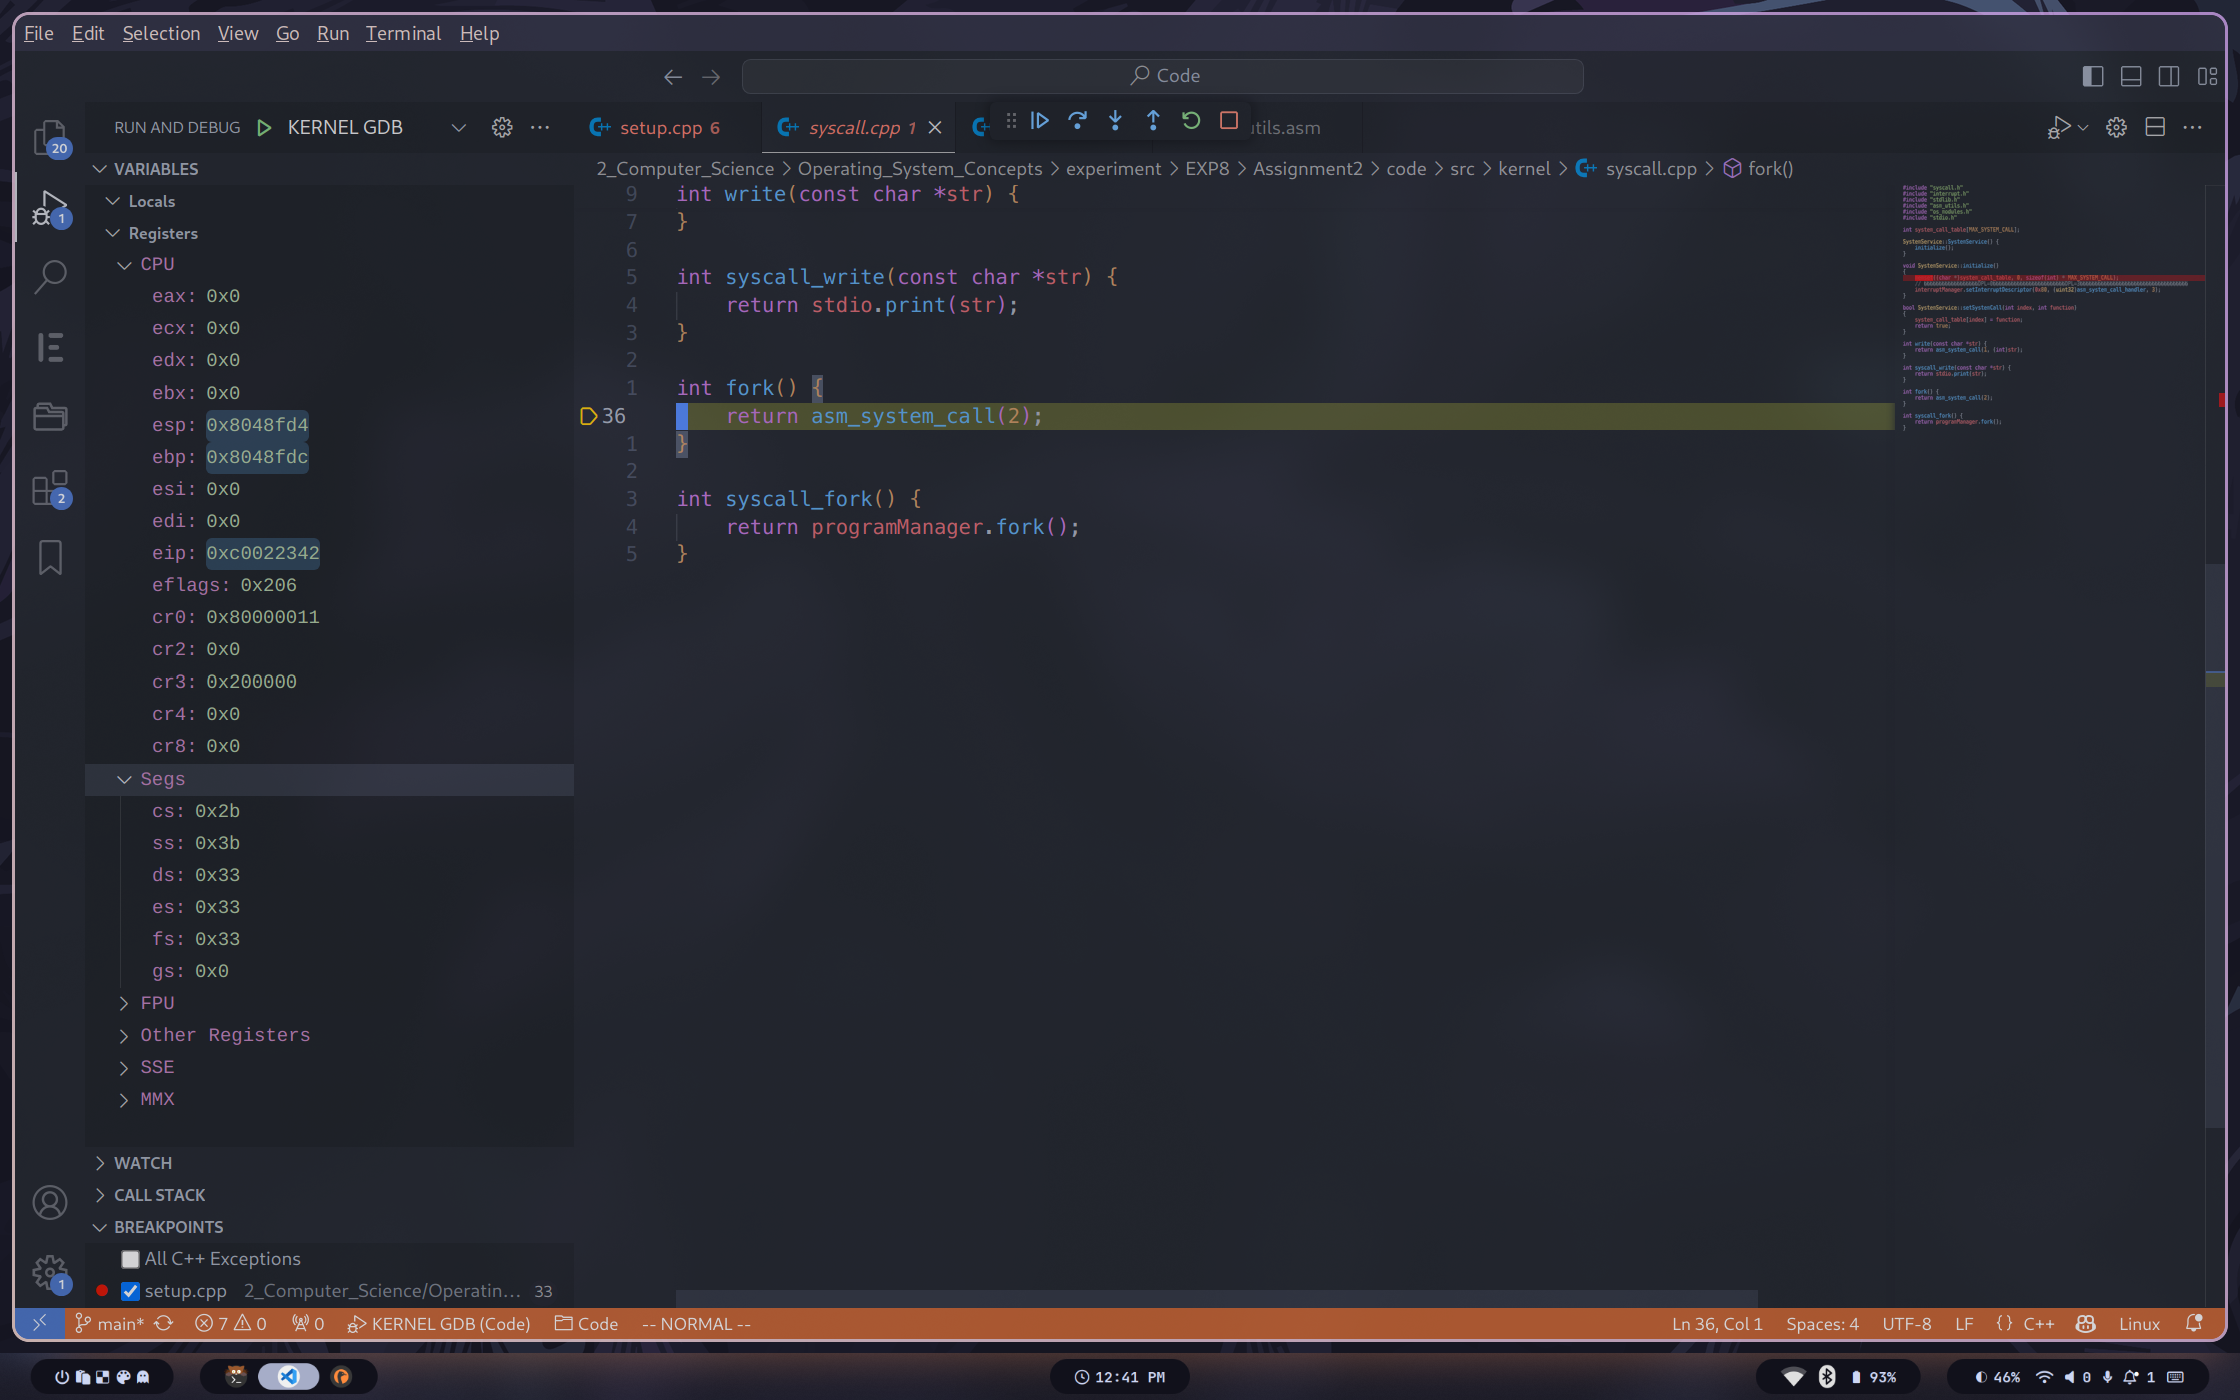 File Edit Selection View Go Run Terminal Help
Code
RUN AND DEBUG KERNEL GDB
setup.cpp 6 syscall.cpp 1 utils.asm
2_Computer_Science > Operating_System_Concepts > experiment > EXP8 > Assignment2 > code > src > kernel > syscall.cpp > fork()
VARIABLES
Locals
Registers
CPU
eax: 0x0
ecx: 0x0
edx: 0x0
ebx: 0x0
esp: 0x8048fd4
ebp: 0x8048fdc
esi: 0x0
edi: 0x0
eip: 0xc0022342
eflags: 0x206
cr0: 0x80000011
cr2: 0x0
cr3: 0x200000
cr4: 0x0
cr8: 0x0
Segs
cs: 0x2b
ss: 0x3b
ds: 0x33
es: 0x33
fs: 0x33
gs: 0x0
FPU
Other Registers
SSE
MMX
WATCH
CALL STACK
BREAKPOINTS
All C++ Exceptions
setup.cpp 2_Computer_Science/Operatin... 33
20
1
2
1
9 int write(const char *str) {
7 }
6
5 int syscall_write(const char *str) {
4 return stdio.print(str);
3 }
2
1 int fork() {
36 return asm_system_call(2);
1 }
2
3 int syscall_fork() {
4 return programManager.fork();
5 }
main* 7 0 0 KERNEL GDB (Code) Code -- NORMAL -- Ln 36, Col 1 Spaces: 4 UTF-8 LF {} C++ Linux
12:41 PM 93% 46% 0 1